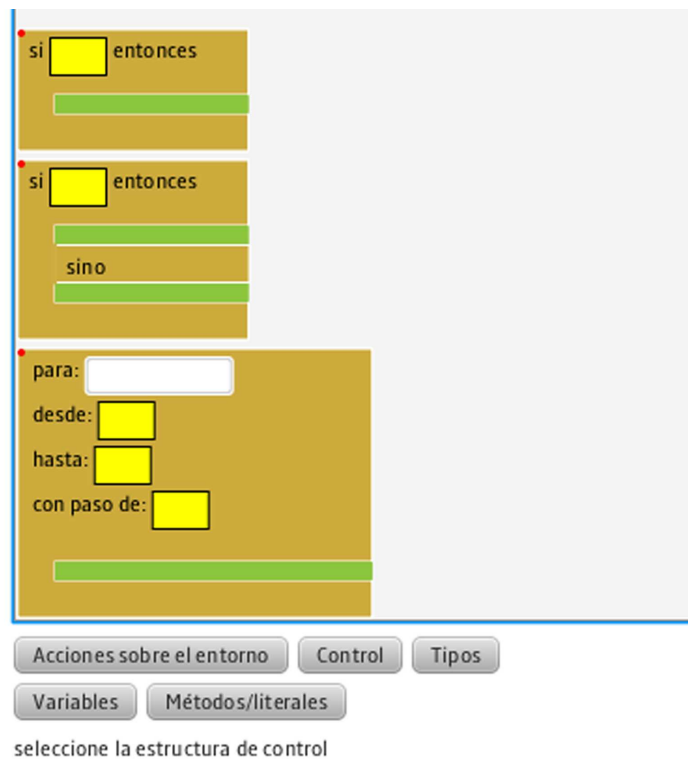 si entonces
si entonces
sino
para:
desde:
hasta:
con paso de:
Acciones sobre el entorno Control Tipos
Variables Métodos/literales
seleccione la estructura de control